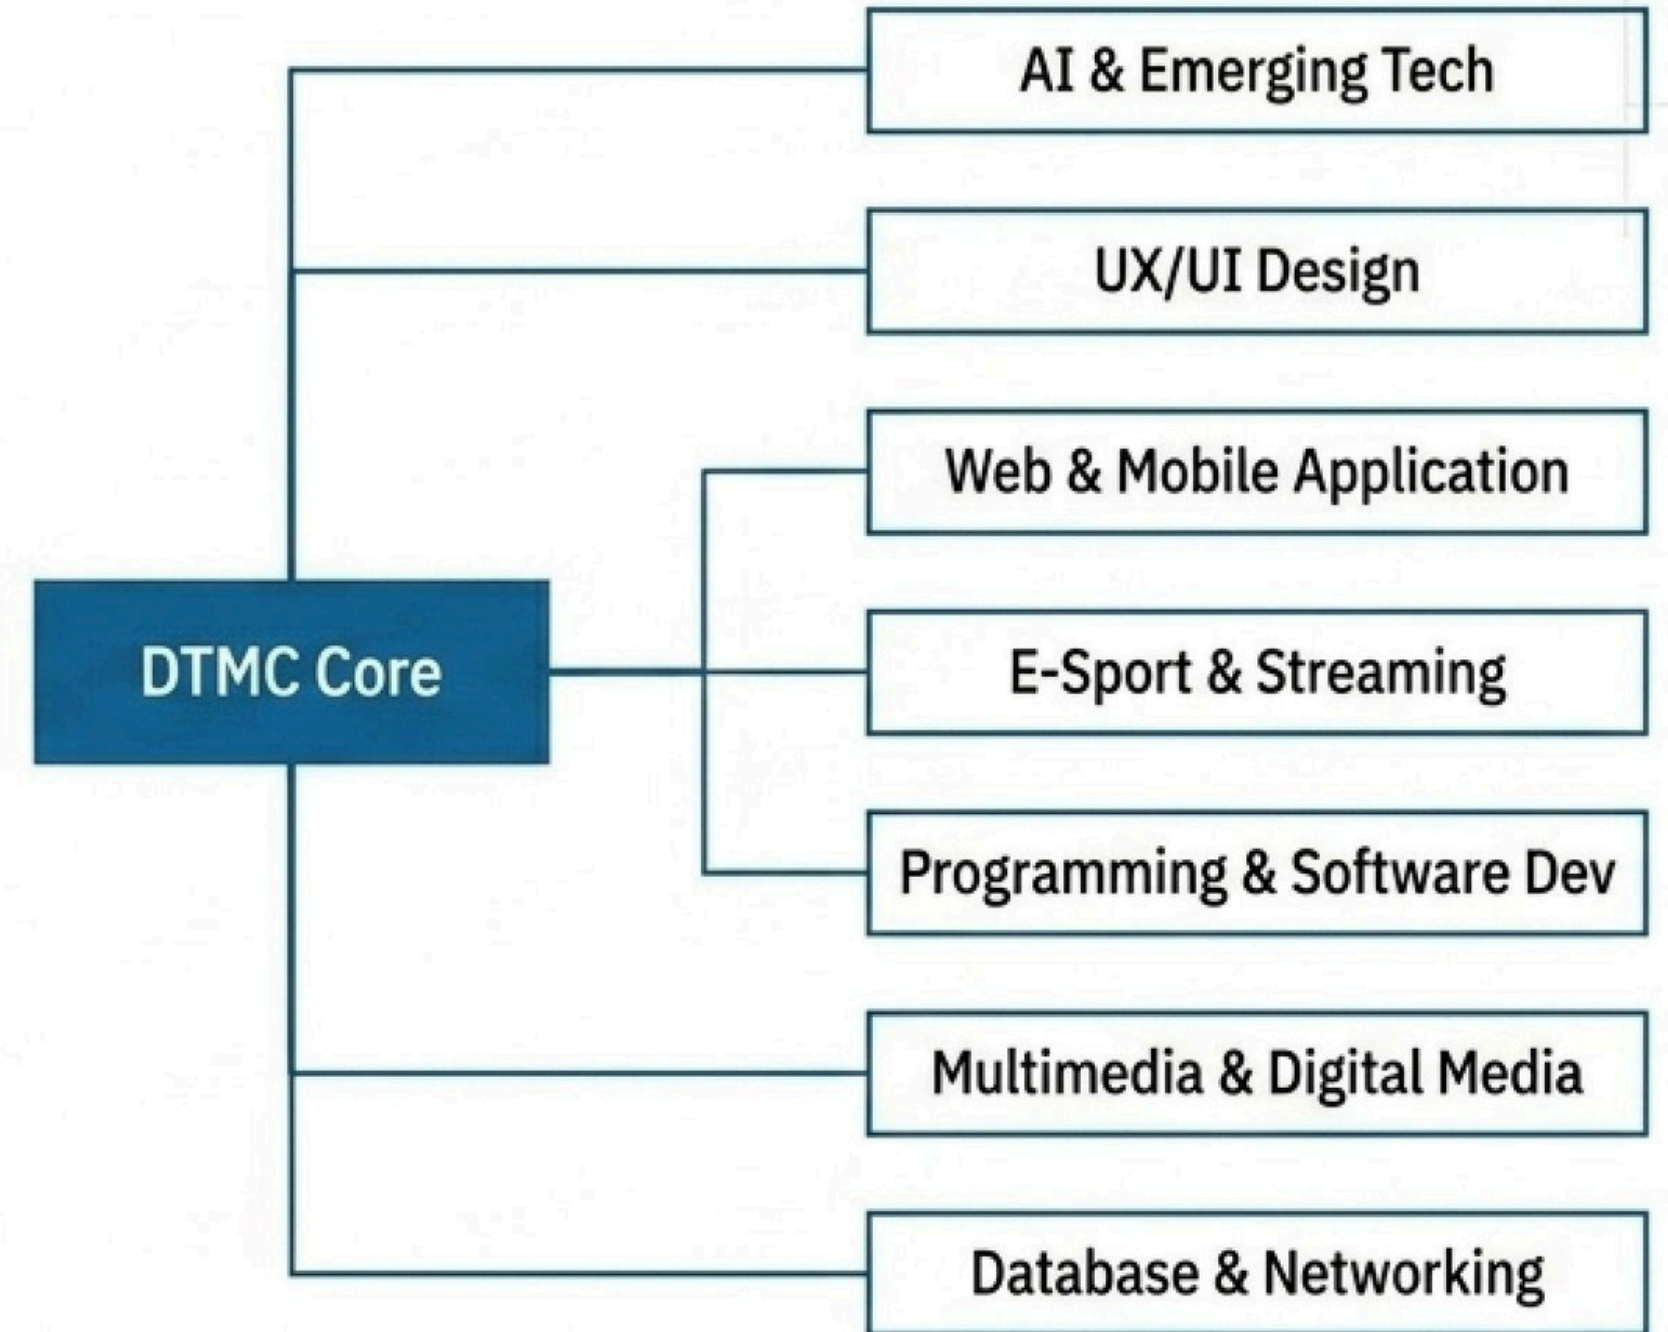 AI & Emerging Tech
UX/UI Design
Web & Mobile Application
DTMC Core
E-Sport & Streaming
Programming & Software Dev
Multimedia & Digital Media
Database & Networking